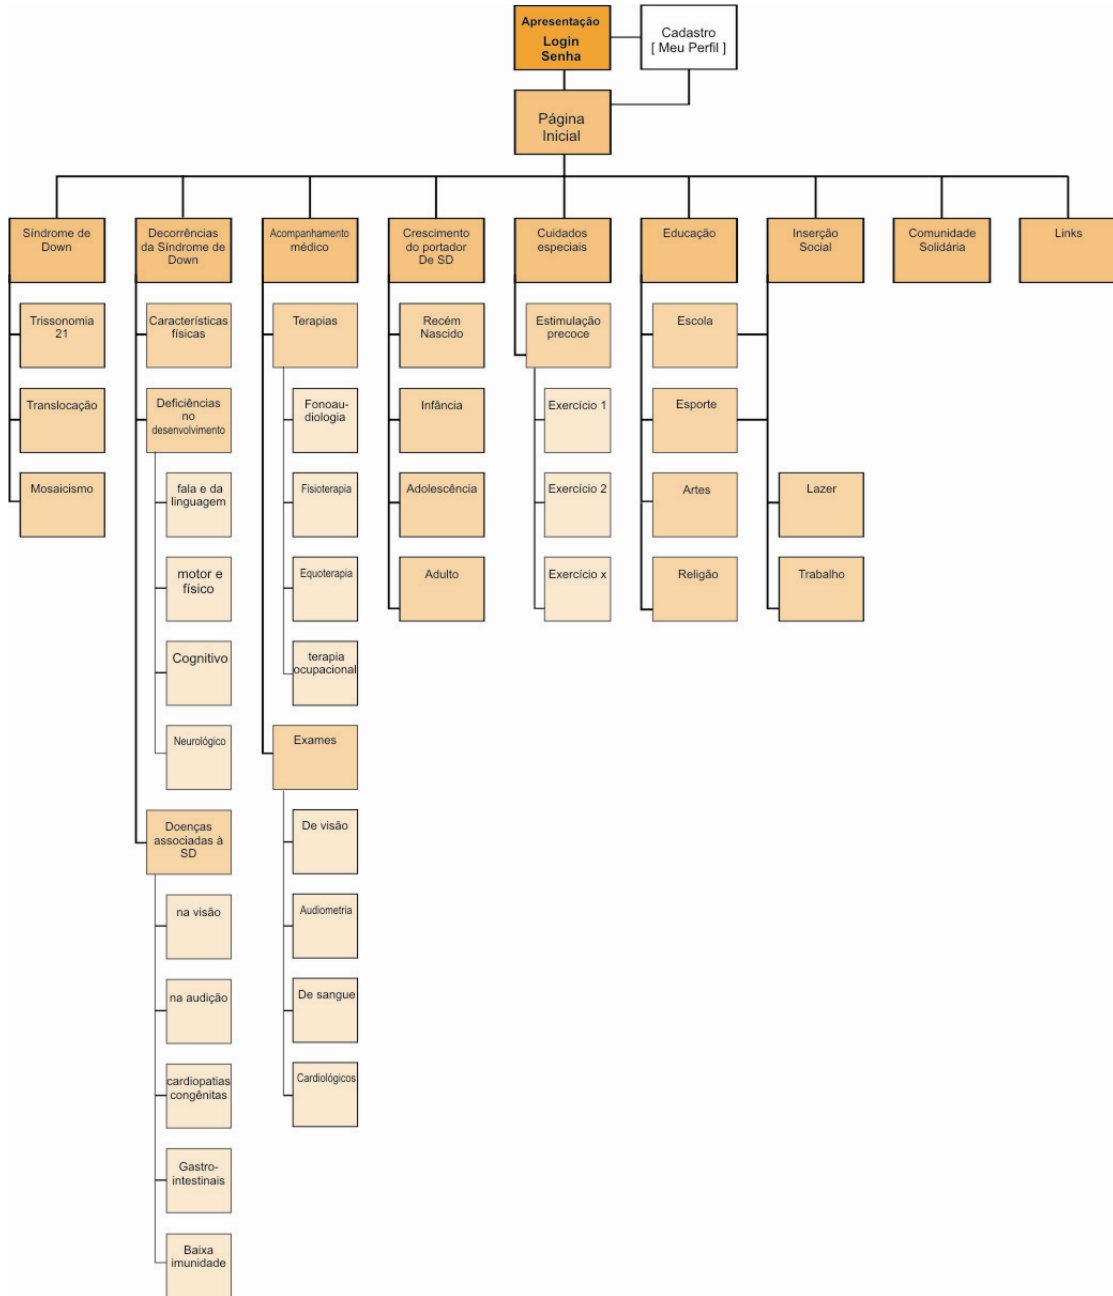 Apresentação
Login
Senha
Cadastro
[ Meu Perfil ]
Página
Inicial
Síndrome de
Down
Decorrências
da Síndrome de
Down
Acompanhamento
médico
Crescimento
do portador
De SD
Cuidados
especiais
Educação
Inserção
Social
Comunidade
Solidária
Links
Trissonomia
21
Translocação
Mosaicismo
Características
físicas
Deficiências
no
desenvolvimento
fala e da
linguagem
motor e
físico
Cognitivo
Neurológico
Doenças
associadas à
SD
na visão
na audição
cardiopatias
congênitas
Gastro-
intestinais
Baixa
imunidade
Terapias
Fonoau-
diologia
Fisioterapia
Equoterapia
terapia
ocupacional
Exames
De visão
Audiometria
De sangue
Cardiológicos
Recém
Nascido
Infância
Adolescência
Adulto
Estimulação
precoce
Exercício 1
Exercício 2
Exercício x
Escola
Esporte
Artes
Religão
Lazer
Trabalho